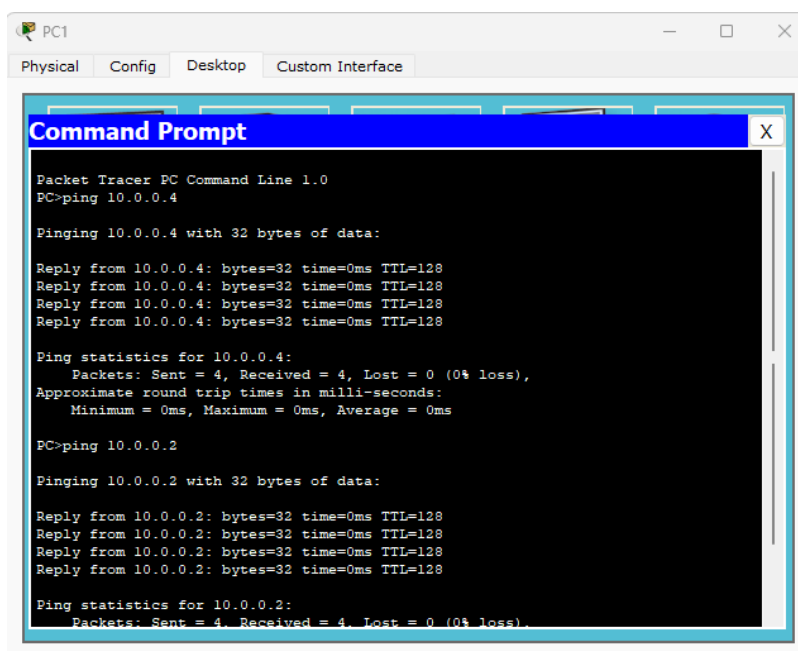 PC1
Physical Config Desktop Custom Interface
Command Prompt
X
Packet Tracer PC Command Line 1.0
PC>ping 10.0.0.4
Pinging 10.0.0.4 with 32 bytes of data:
Reply from 10.0.0.4: bytes=32 time=0ms TTL=128
Reply from 10.0.0.4: bytes=32 time=0ms TTL=128
Reply from 10.0.0.4: bytes=32 time=0ms TTL=128
Reply from 10.0.0.4: bytes=32 time=0ms TTL=128
Ping statistics for 10.0.0.4:
Packets: Sent = 4, Received = 4, Lost = 0 (0% loss),
Approximate round trip times in milli-seconds:
Minimum = 0ms, Maximum = 0ms, Average = 0ms
PC>ping 10.0.0.2
Pinging 10.0.0.2 with 32 bytes of data:
Reply from 10.0.0.2: bytes=32 time=0ms TTL=128
Reply from 10.0.0.2: bytes=32 time=0ms TTL=128
Reply from 10.0.0.2: bytes=32 time=0ms TTL=128
Reply from 10.0.0.2: bytes=32 time=0ms TTL=128
Ping statistics for 10.0.0.2:
Packets: Sent = 4, Received = 4, Lost = 0 (0% loss),